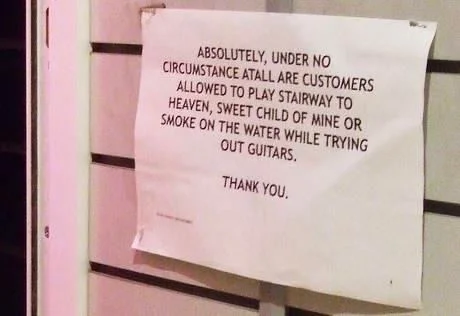 ABSOLUTELY, UNDER NO
CIRCUMSTANCE ATALL ARE CUSTOMERS
ALLOWED TO PLAY STAIRWAY TO
HEAVEN, SWEET CHILD OF MINE OR
SMOKE ON THE WATER WHILE TRYING
OUT GUITARS.
THANK YOU.